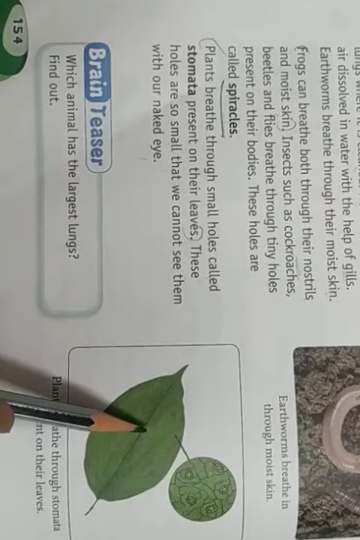 air dissolved in water with the help of gills.
Earthworms breathe through their moist skin.
Frogs can breathe both through their nostrils
and moist skin. Insects such as cockroaches,
beetles and flies breathe through tiny holes
present on their bodies. These holes are
called spiracles.
Plants breathe through small holes called
stomata present on their leaves. These
holes are so small that we cannot see them
with our naked eye.
Brain Teaser
Which animal has the largest lungs?
Find out.
154
Earthworms breathe in
through moist skin.
through stomata
on their leaves.